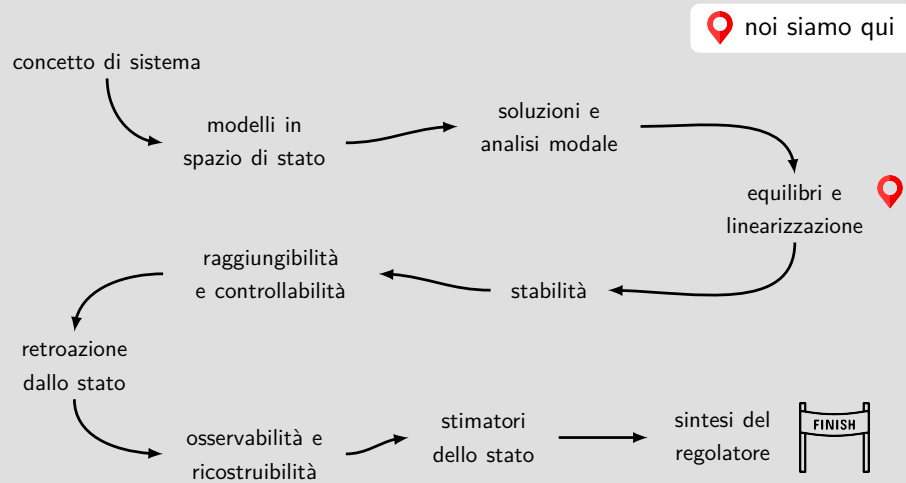 noi siamo qui
concetto di sistema
modelli in
spazio di stato
soluzioni e
analisi modale
equilibri e
linearizzazione
stabilità
raggiungibilità
e controllabilità
retroazione
dallo stato
osservabilità e
ricostruibilità
stimatori
dello stato
sintesi del
regolatore
FINISH